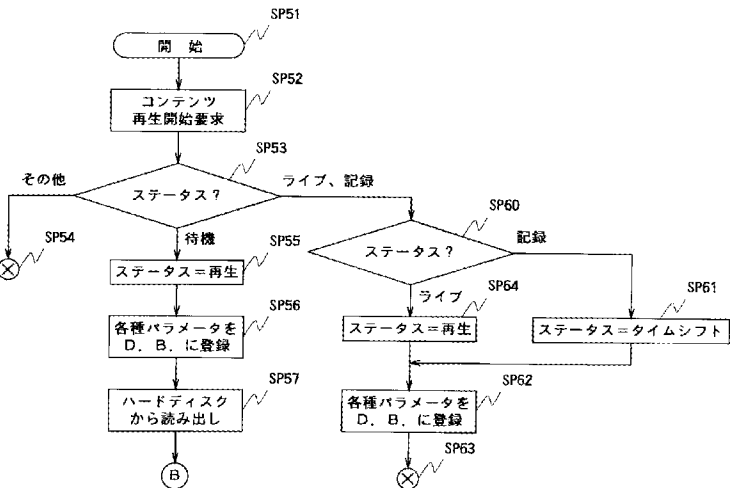 SP51
開 始
SP52
コンテンツ
再生開始要求
SP53
その他
ステータス？
ライブ、記録
SP54
待機
SP55
ステータス＝再生
SP56
各種パラメータを
D．B．に登録
SP57
ハードディスク
から読み出し
B
SP60
ステータス？
記録
ライブ
SP64
ステータス＝再生
SP61
ステータス＝タイムシフト
SP62
各種パラメータを
D．B．に登録
SP63